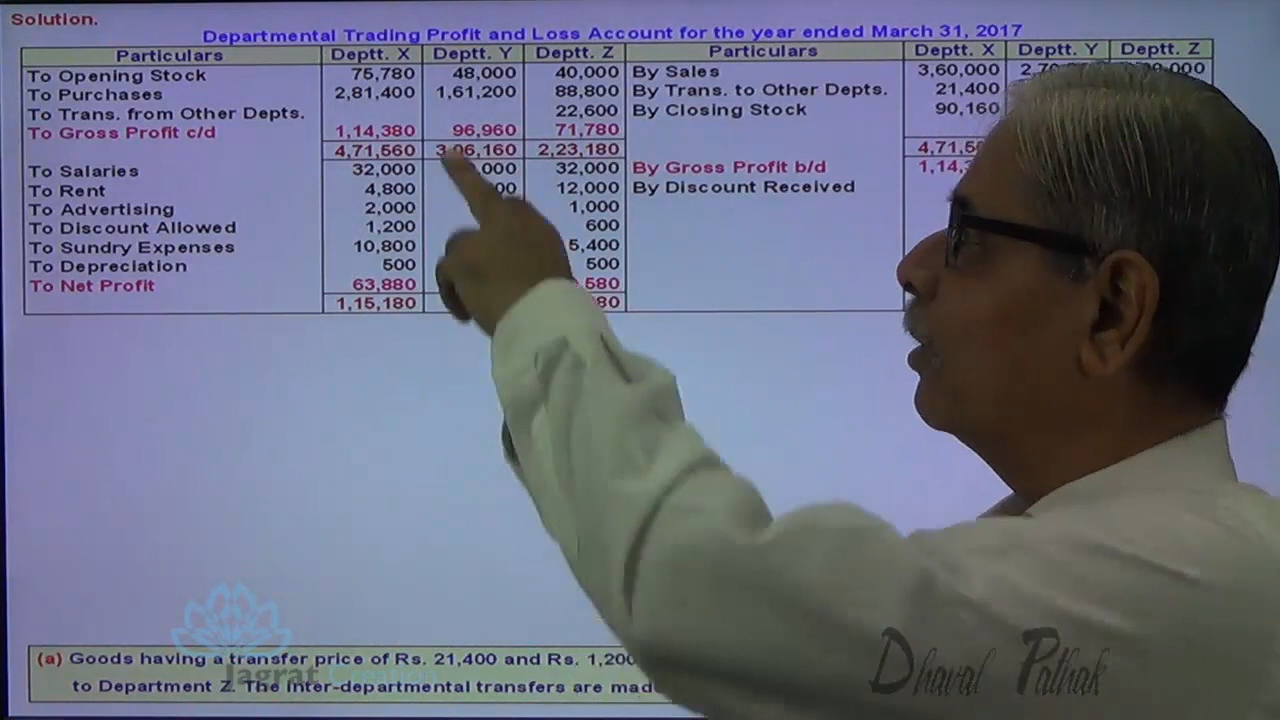 Solution.
Departmental Trading Profit and Loss Account for the year ended March 31, 2017
Particulars Deptt. X Deptt. Y Deptt. Z Particulars Deptt. X Deptt. Y Deptt. Z
To Opening Stock 75,780 48,000 40,000 By Sales 3,60,000
To Purchases 2,81,400 1,61,200 88,800 By Trans. to Other Depts. 21,400
To Trans. from Other Depts. 22,600 By Closing Stock 90,160
To Gross Profit c/d 1,14,380 96,960 71,780
4,71,560 3,06,160 2,23,180
To Salaries 32,000 32,000 By Gross Profit b/d
To Rent 4,800 12,000 By Discount Received
To Advertising 2,000 1,000
To Discount Allowed 1,200 600
To Sundry Expenses 10,800 5,400
To Depreciation 500 500
To Net Profit 63,880
1,15,180
(a) Goods having a transfer price of Rs. 21,400 and Rs. 1,200
to Department Z. The Inter-departmental transfers are made
Jagrat
Dhaval Pathak